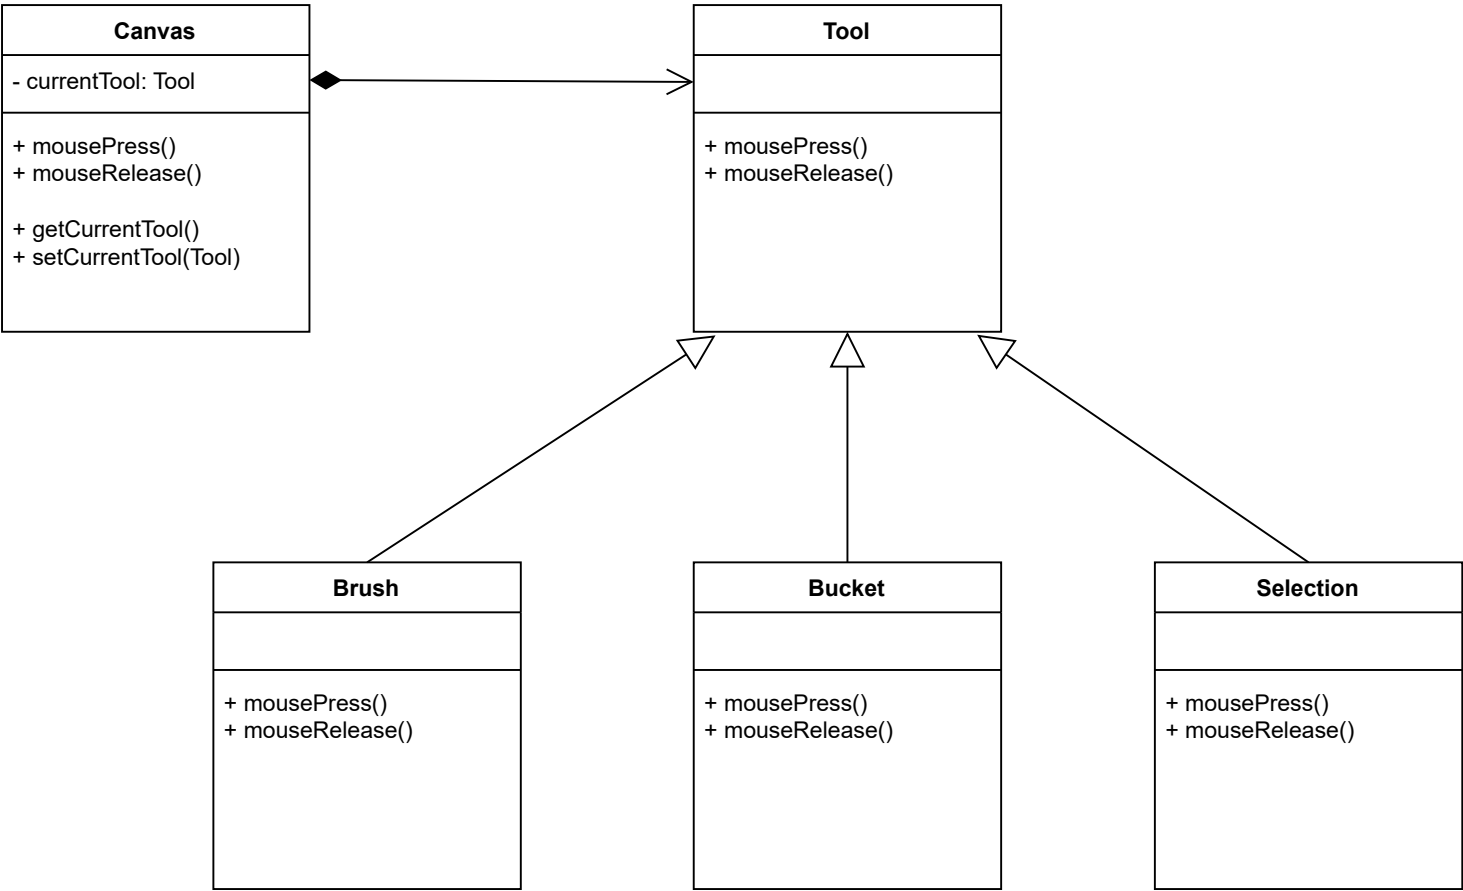 Canvas
- currentTool: Tool
+ mousePress()
+ mouseRelease()
+ getCurrentTool()
+ setCurrentTool(Tool)
Tool
+ mousePress()
+ mouseRelease()
Brush
+ mousePress()
+ mouseRelease()
Bucket
+ mousePress()
+ mouseRelease()
Selection
+ mousePress()
+ mouseRelease()